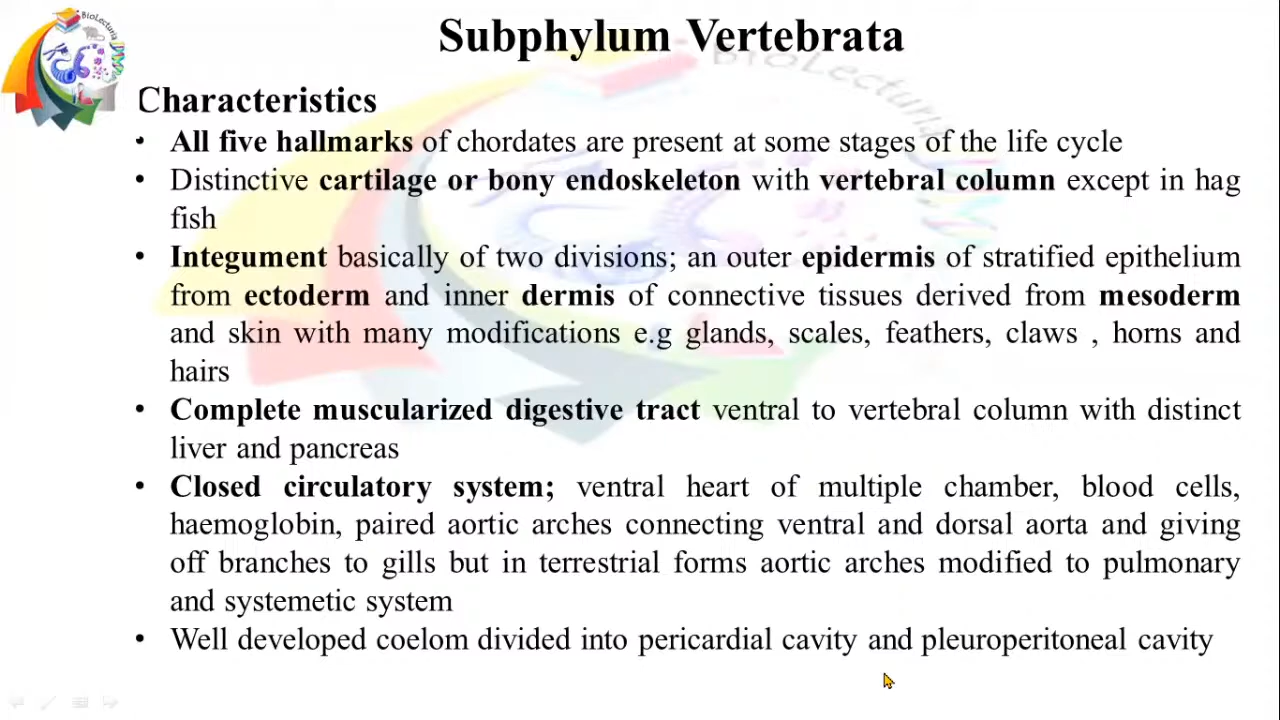 BioLecturia
BioLecturia
Subphylum Vertebrata
Characteristics
• All five hallmarks of chordates are present at some stages of the life cycle
• Distinctive cartilage or bony endoskeleton with vertebral column except in hag
fish
• Integument basically of two divisions; an outer epidermis of stratified epithelium
from ectoderm and inner dermis of connective tissues derived from mesoderm
and skin with many modifications e.g glands, scales, feathers, claws , horns and
hairs
• Complete muscularized digestive tract ventral to vertebral column with distinct
liver and pancreas
• Closed circulatory system; ventral heart of multiple chamber, blood cells,
haemoglobin, paired aortic arches connecting ventral and dorsal aorta and giving
off branches to gills but in terrestrial forms aortic arches modified to pulmonary
and systemetic system
• Well developed coelom divided into pericardial cavity and pleuroperitoneal cavity